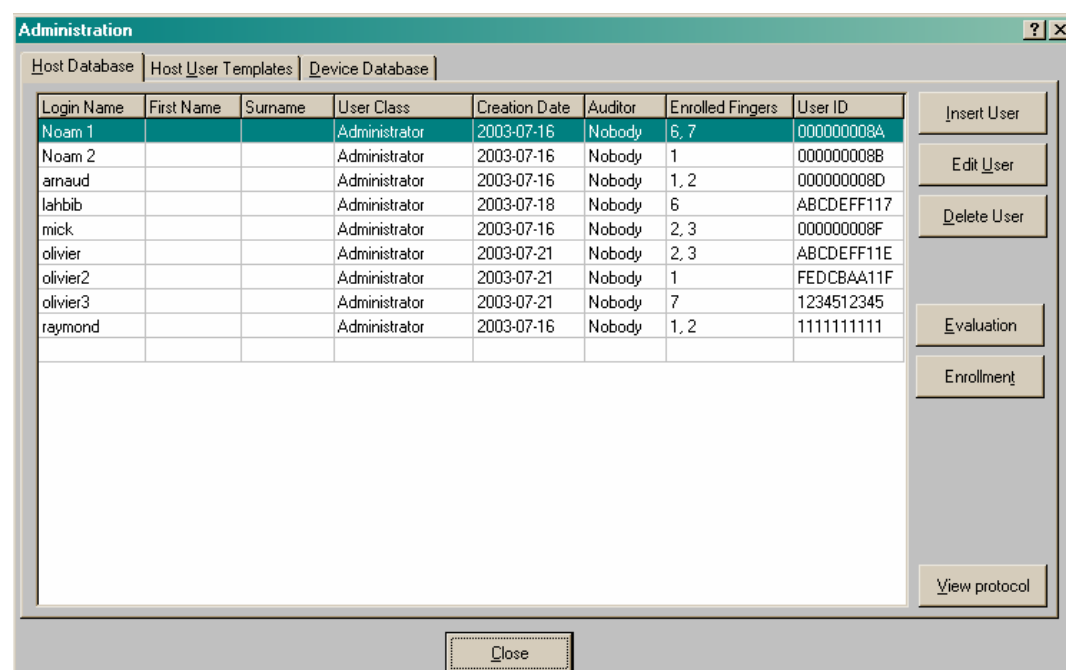 Administration
Host Database Host User Templates Device Database
Login Name First Name Surname User Class Creation Date Auditor Enrolled Fingers User ID
Noam 1 Administrator 2003-07-16 Nobody 6, 7 000000008A
Noam 2 Administrator 2003-07-16 Nobody 1 000000008B
arnaud Administrator 2003-07-16 Nobody 1, 2 000000008D
lahbib Administrator 2003-07-18 Nobody 6 ABCDEFF117
mick Administrator 2003-07-16 Nobody 2, 3 000000008F
olivier Administrator 2003-07-21 Nobody 2, 3 ABCDEFF11E
olivier2 Administrator 2003-07-21 Nobody 1 FEDCBAA11F
olivier3 Administrator 2003-07-21 Nobody 7 1234512345
raymond Administrator 2003-07-16 Nobody 1, 2 1111111111
Insert User
Edit User
Delete User
Evaluation
Enrollment
View protocol
Close